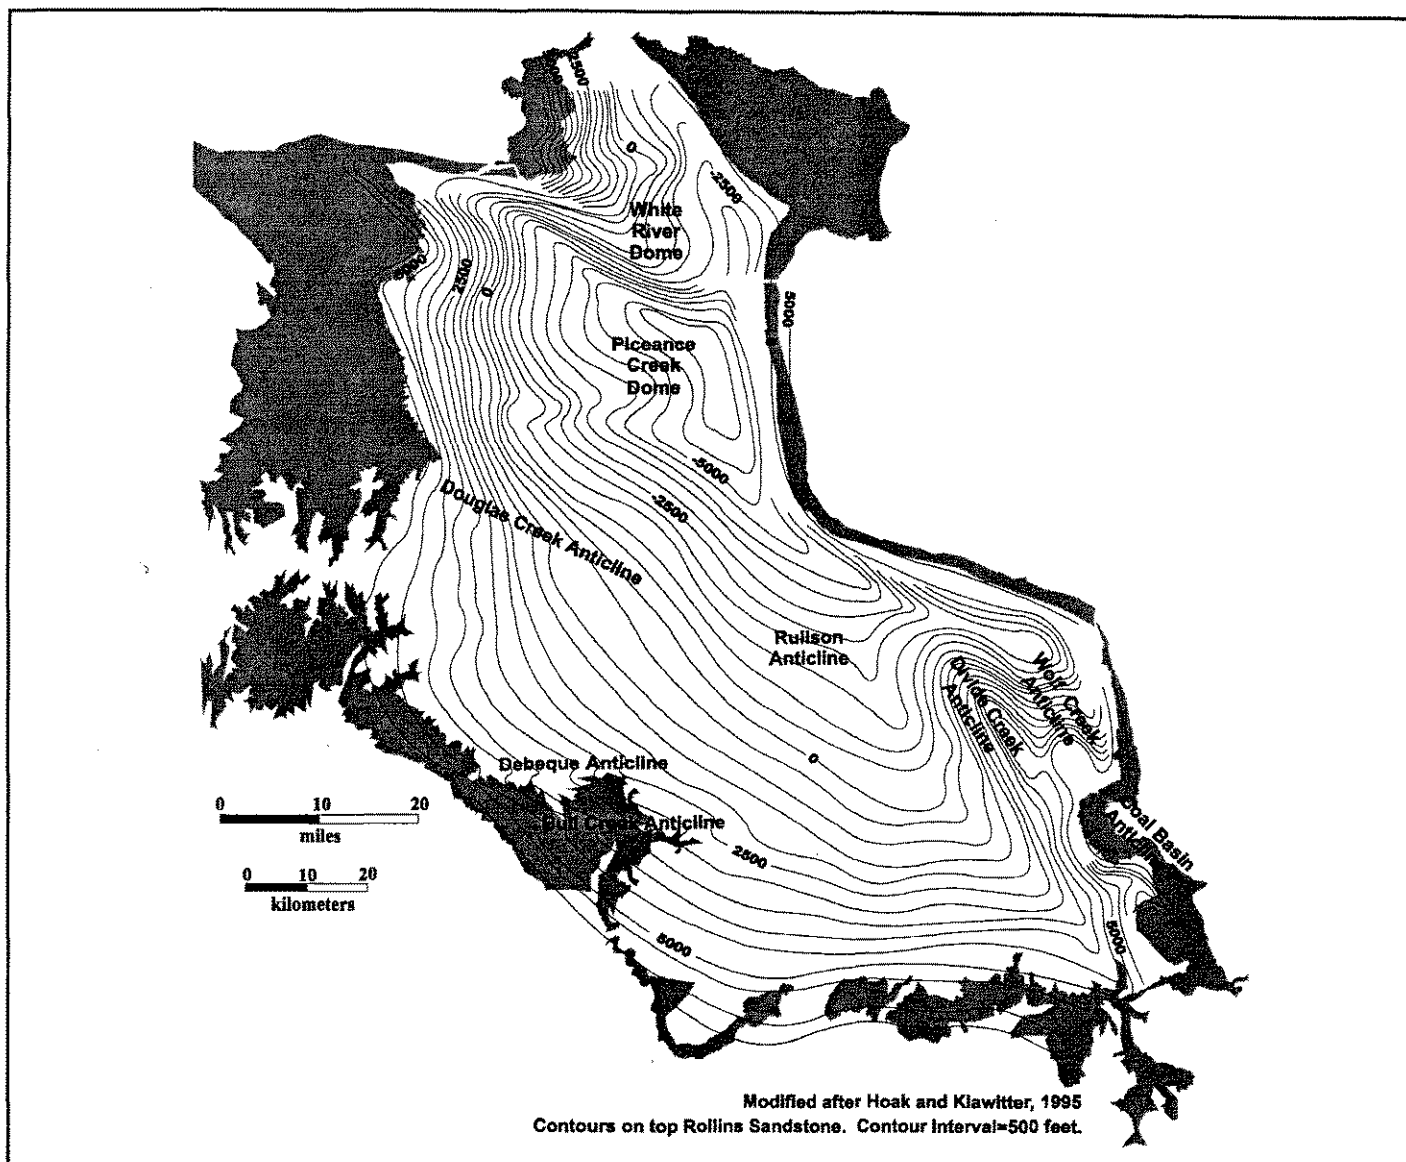 2500
0
-2500
White
River
Dome
2500
0
5000
Piceance
Creek
Dome
-5000
-2500
Douglas Creek Anticline
Rulison
Anticline
Wolf Creek
Anticline
Divide Creek
Anticline
0
Debeque Anticline
0 10 20
miles
Bull Creek Anticline
Coal Basin
2500
0 10 20
kilometers
5000
5000
Modified after Hoak and Klawitter, 1995
Contours on top Rollins Sandstone. Contour Interval=500 feet.